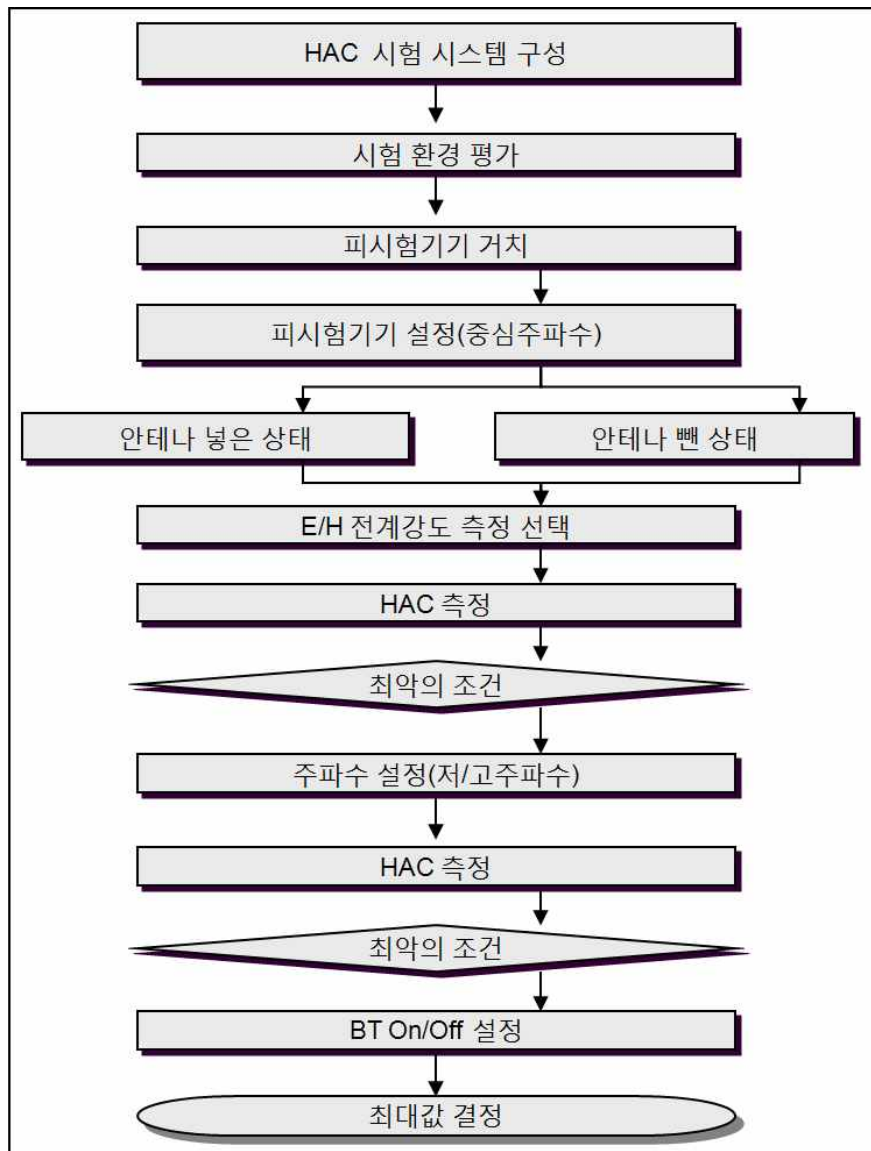 HAC 시험 시스템 구성
시험 환경 평가
피시험기기 거치
피시험기기 설정(중심주파수)
안테나 넣은 상태
안테나 뺀 상태
E/H 전계강도 측정 선택
HAC 측정
최악의 조건
주파수 설정(저/고주파수)
HAC 측정
최악의 조건
BT On/Off 설정
최대값 결정